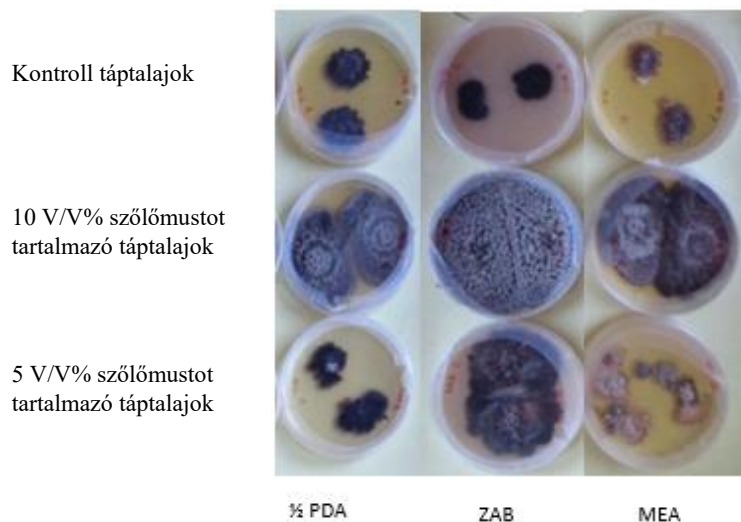 Kontroll táptalajok
10 V/V% szőlőmustot
tartalmazó táptalajok
5 V/V% szőlőmustot
tartalmazó táptalajok
½ PDA ZAB MEA